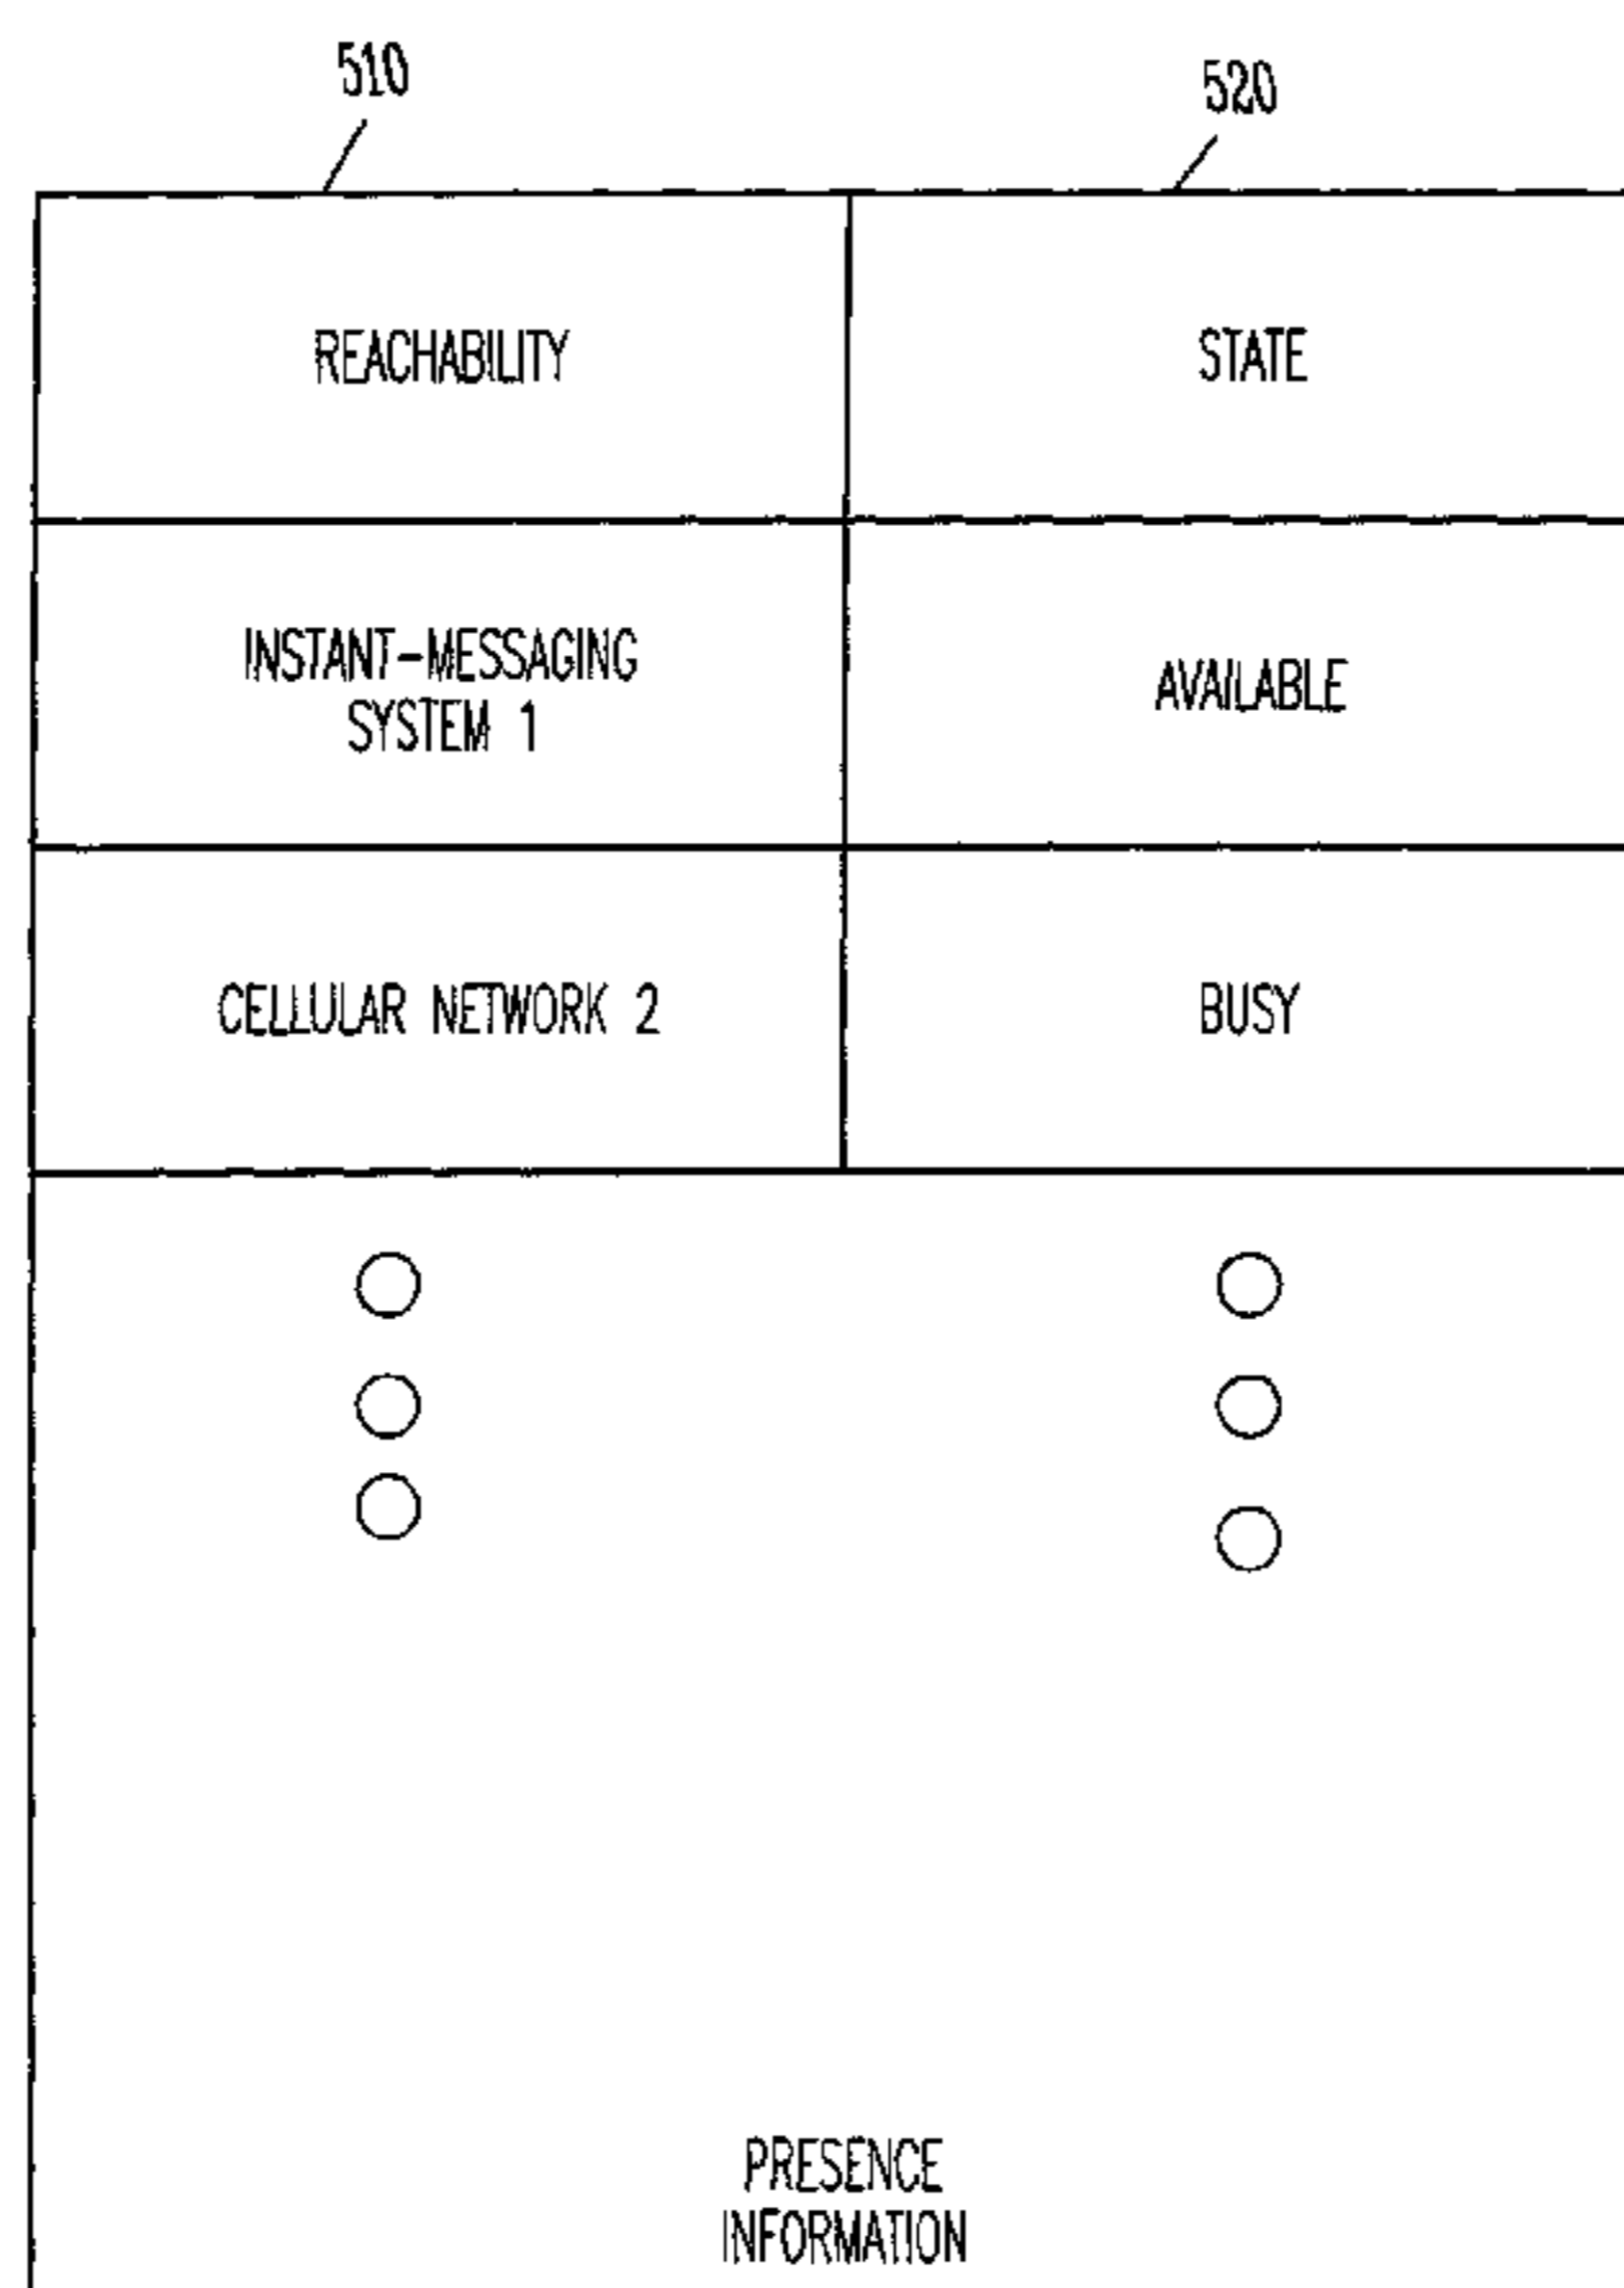 510
520
REACHABILITY
STATE
INSTANT-MESSAGING
SYSTEM 1
AVAILABLE
CELLULAR NETWORK 2
BUSY
PRESENCE
INFORMATION